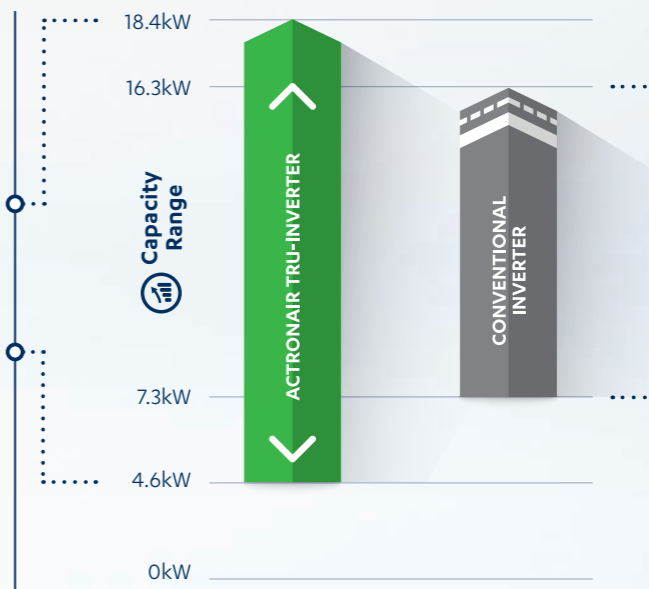 18.4kW
16.3kW
Capacity
Range
ACTRONAIR TRU-INVERTER
CONVENTIONAL
INVERTER
7.3kW
4.6kW
0kW